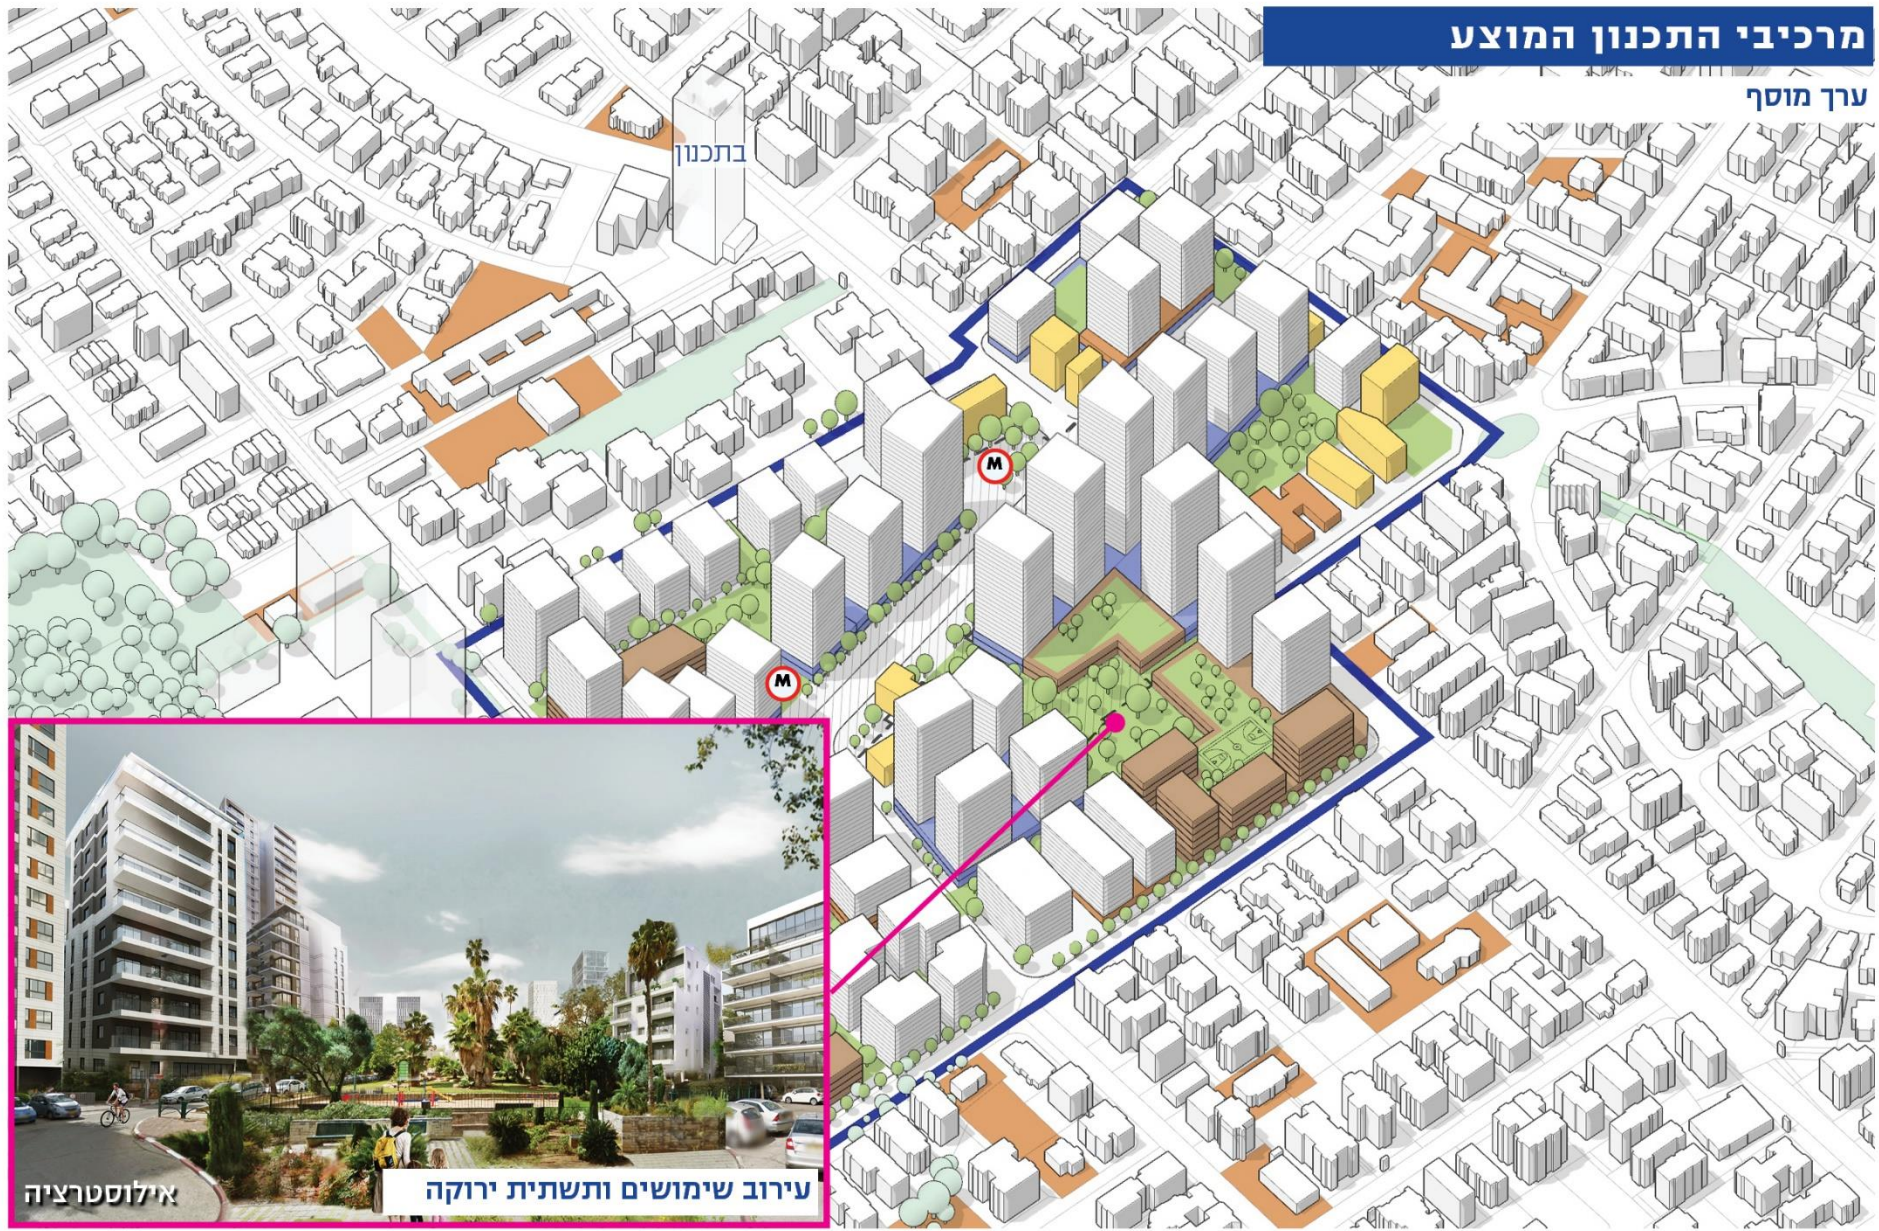 מרכיבי התכנון המוצע
ערך מוסף
בתכנון
M
M
עירוב שימושים ותשתית ירוקה
אילוסטרציה